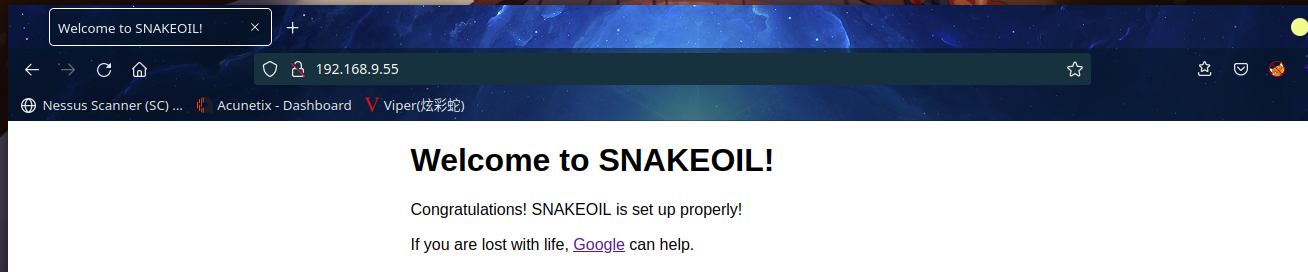 Welcome to SNAKEOIL!
192.168.9.55
Nessus Scanner (SC) ... Acunetix - Dashboard Viper(炫彩蛇)
Welcome to SNAKEOIL!
Congratulations! SNAKEOIL is set up properly!
If you are lost with life, Google can help.